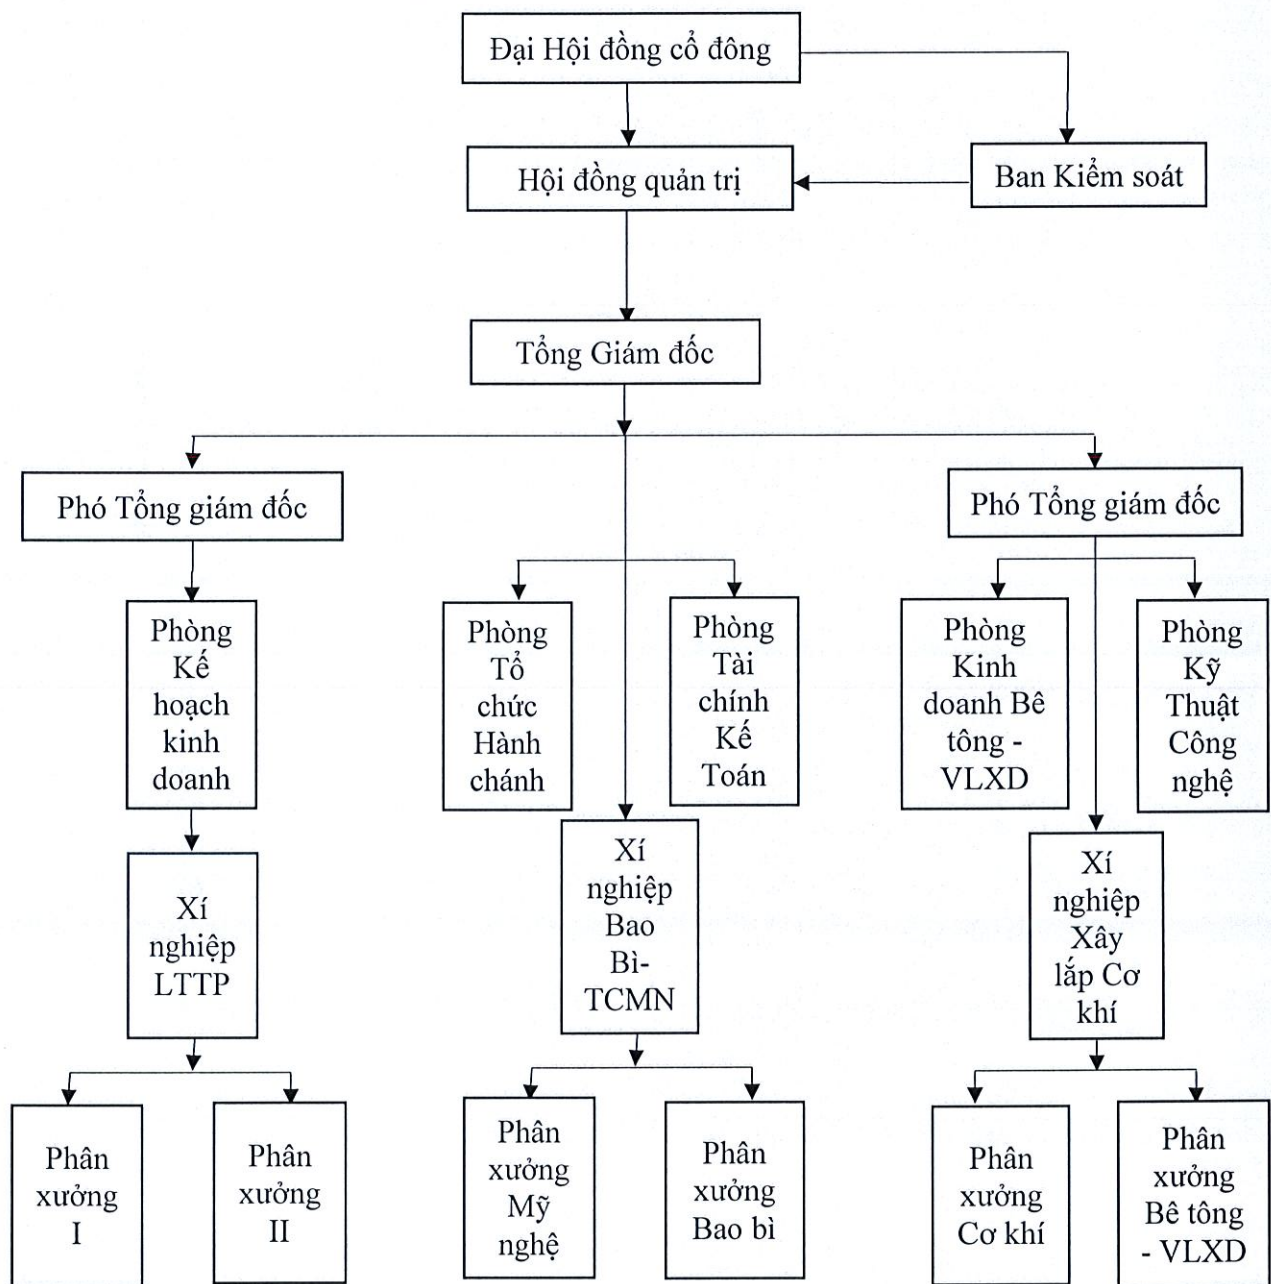 Đại Hội đồng cổ đông
Hội đồng quản trị
Ban Kiểm soát
Tổng Giám đốc
Phó Tổng giám đốc
Phó Tổng giám đốc
Phòng
Kế
hoạch
kinh
doanh
Phòng
Tổ
chức
Hành
chánh
Phòng
Tài
chính
Kế
Toán
Phòng
Kinh
doanh Bê
tông -
VLXD
Phòng
Kỹ
Thuật
Công
nghệ
Xí
nghiệp
LTTP
Xí
nghiệp
Bao
Bì-
TCMN
Xí
nghiệp
Xây
lắp Cơ
khí
Phân
xưởng
I
Phân
xưởng
II
Phân
xưởng
Mỹ
nghệ
Phân
xưởng
Bao bì
Phân
xưởng
Cơ khí
Phân
xưởng
Bê tông
- VLXD